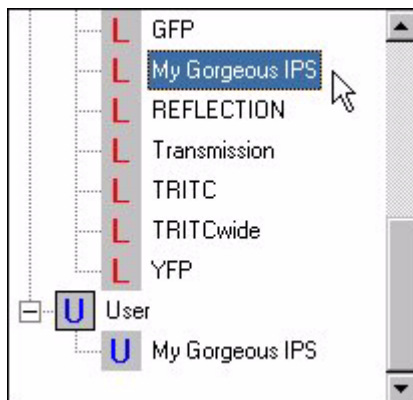 L GFP
L My Gorgeous IPS
L REFLECTION
L Transmission
L TRITC
L TRITCwide
L YFP
U User
U My Gorgeous IPS